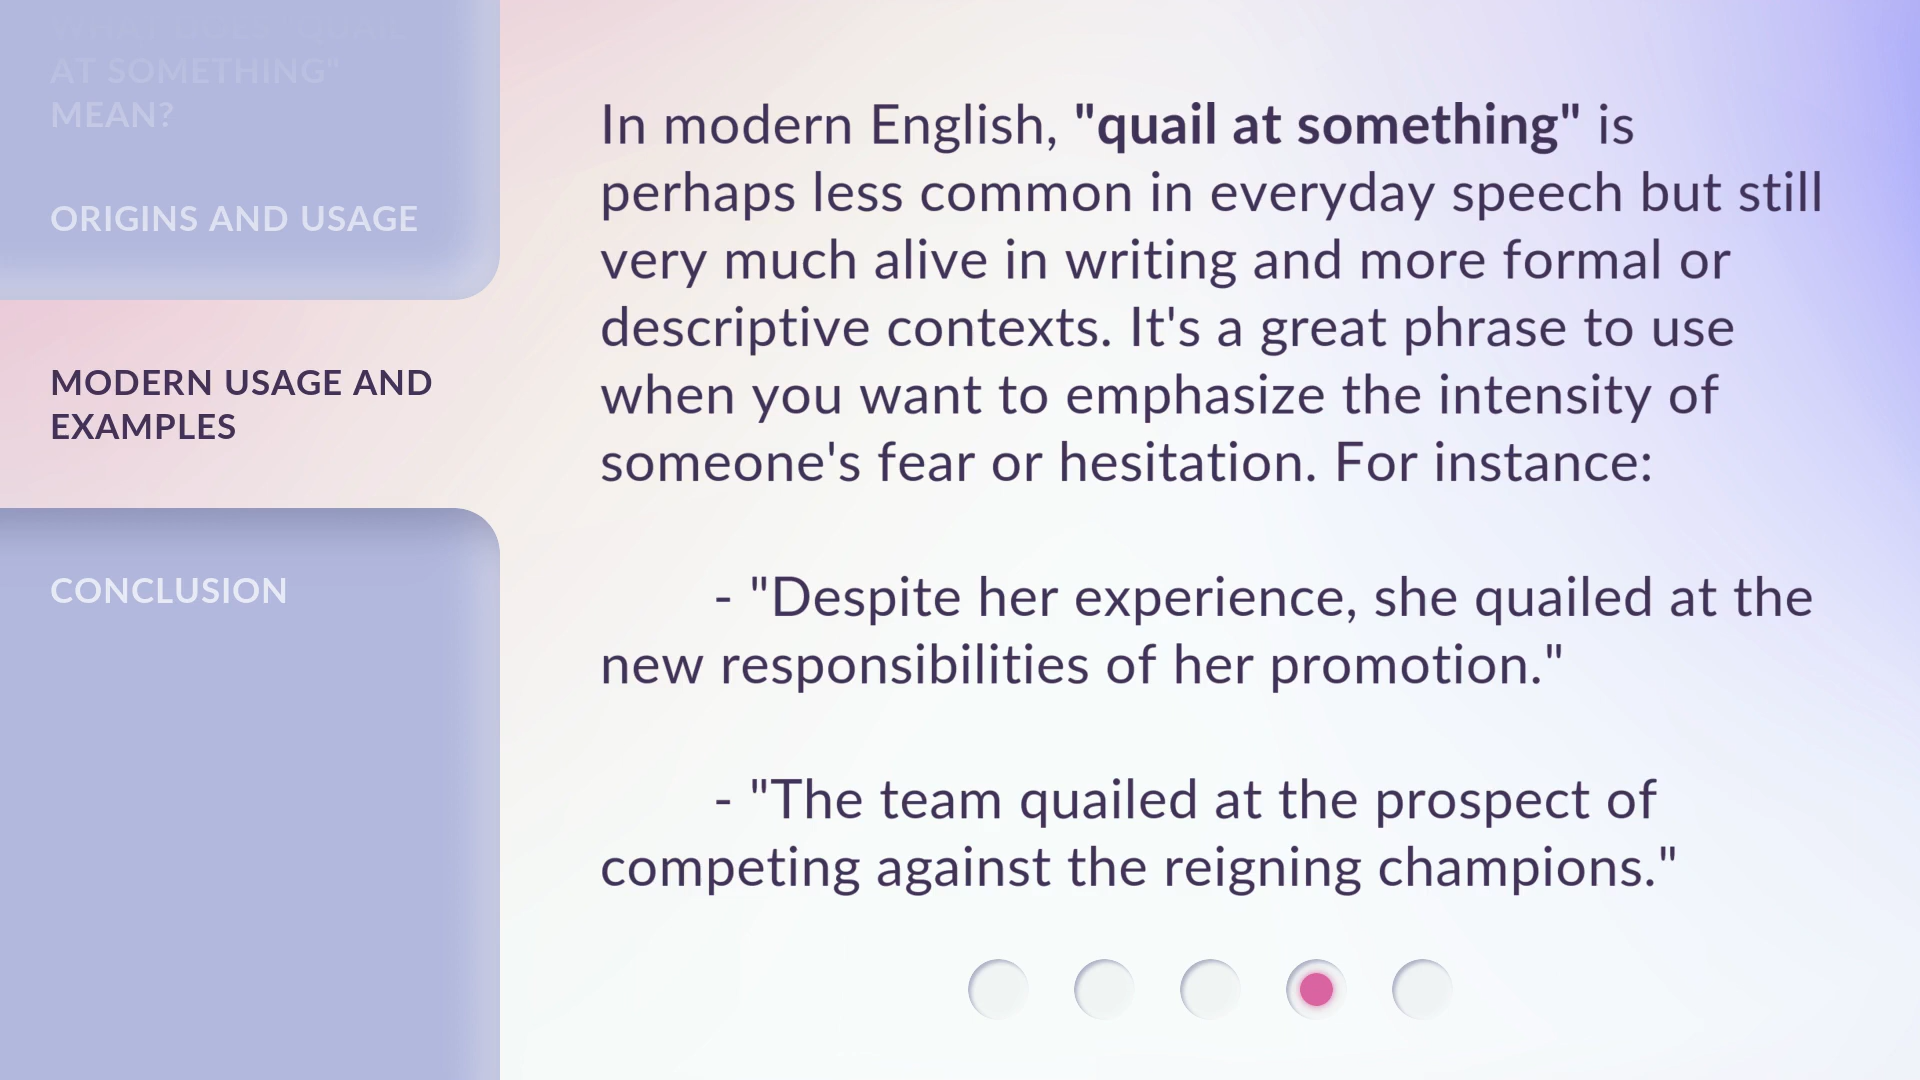 WHAT DOES "QUAIL
AT SOMETHING"
MEAN?
ORIGINS AND USAGE
MODERN USAGE AND
EXAMPLES
CONCLUSION
In modern English, "quail at something" is
perhaps less common in everyday speech but still
very much alive in writing and more formal or
descriptive contexts. It's a great phrase to use
when you want to emphasize the intensity of
someone's fear or hesitation. For instance:
- "Despite her experience, she quailed at the
new responsibilities of her promotion."
- "The team quailed at the prospect of
competing against the reigning champions."